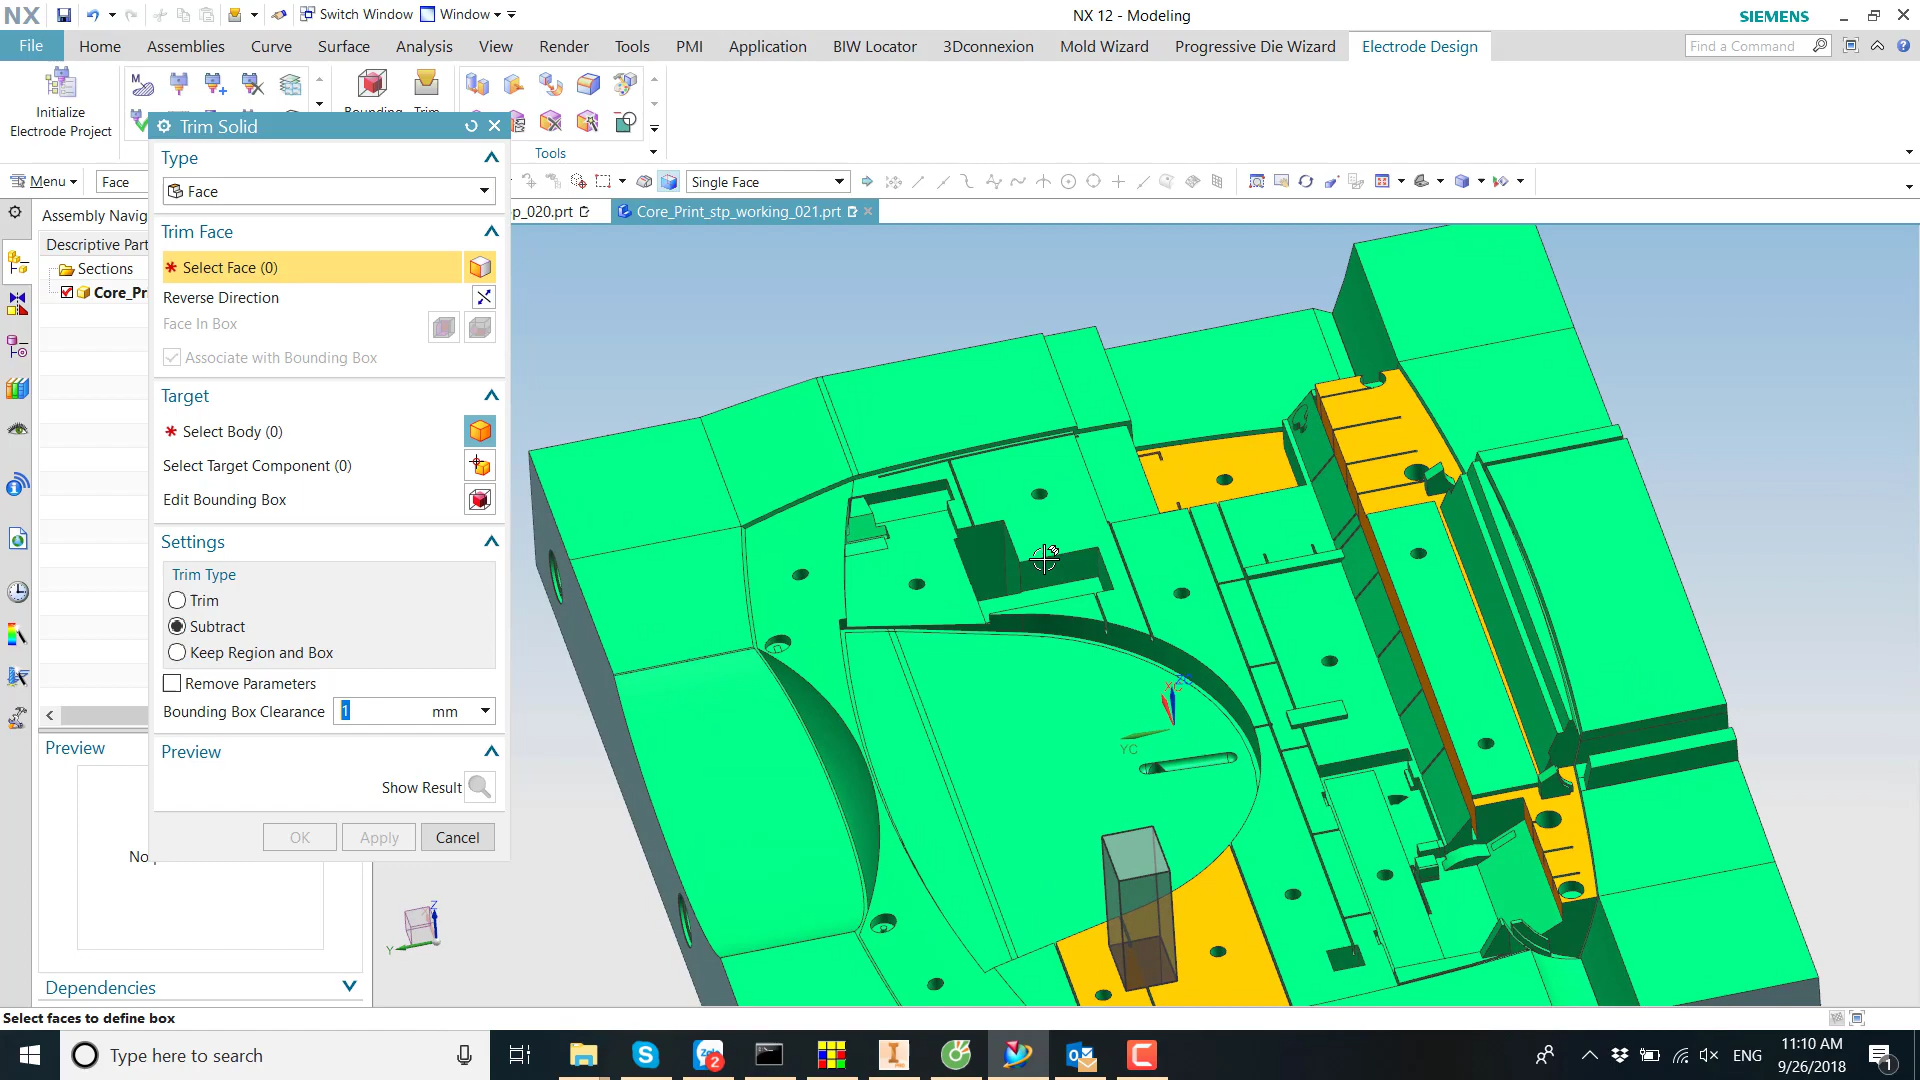 NX
Switch Window
Window
NX 12 - Modeling
SIEMENS
File
Home
Assemblies
Curve
Surface
Analysis
View
Render
Tools
PMI
Application
BIW Locator
3Dconnexion
Mold Wizard
Progressive Die Wizard
Electrode Design
Find a Command
Initialize
Electrode Project
Tools
Menu
Face
Single Face
p_020.prt
Core_Print_stp_working_021.prt
Assembly Navig
Descriptive Part
Sections
Core_Pr
Trim Solid
Type
Face
Trim Face
* Select Face (0)
Reverse Direction
Face In Box
Associate with Bounding Box
Target
* Select Body (0)
Select Target Component (0)
Edit Bounding Box
Settings
Trim Type
Trim
Subtract
Keep Region and Box
Remove Parameters
Bounding Box Clearance
1
mm
Preview
Show Result
OK
Apply
Cancel
Preview
Dependencies
YC
Z
Y
Select faces to define box
Type here to search
2
ENG
11:10 AM
9/26/2018
1